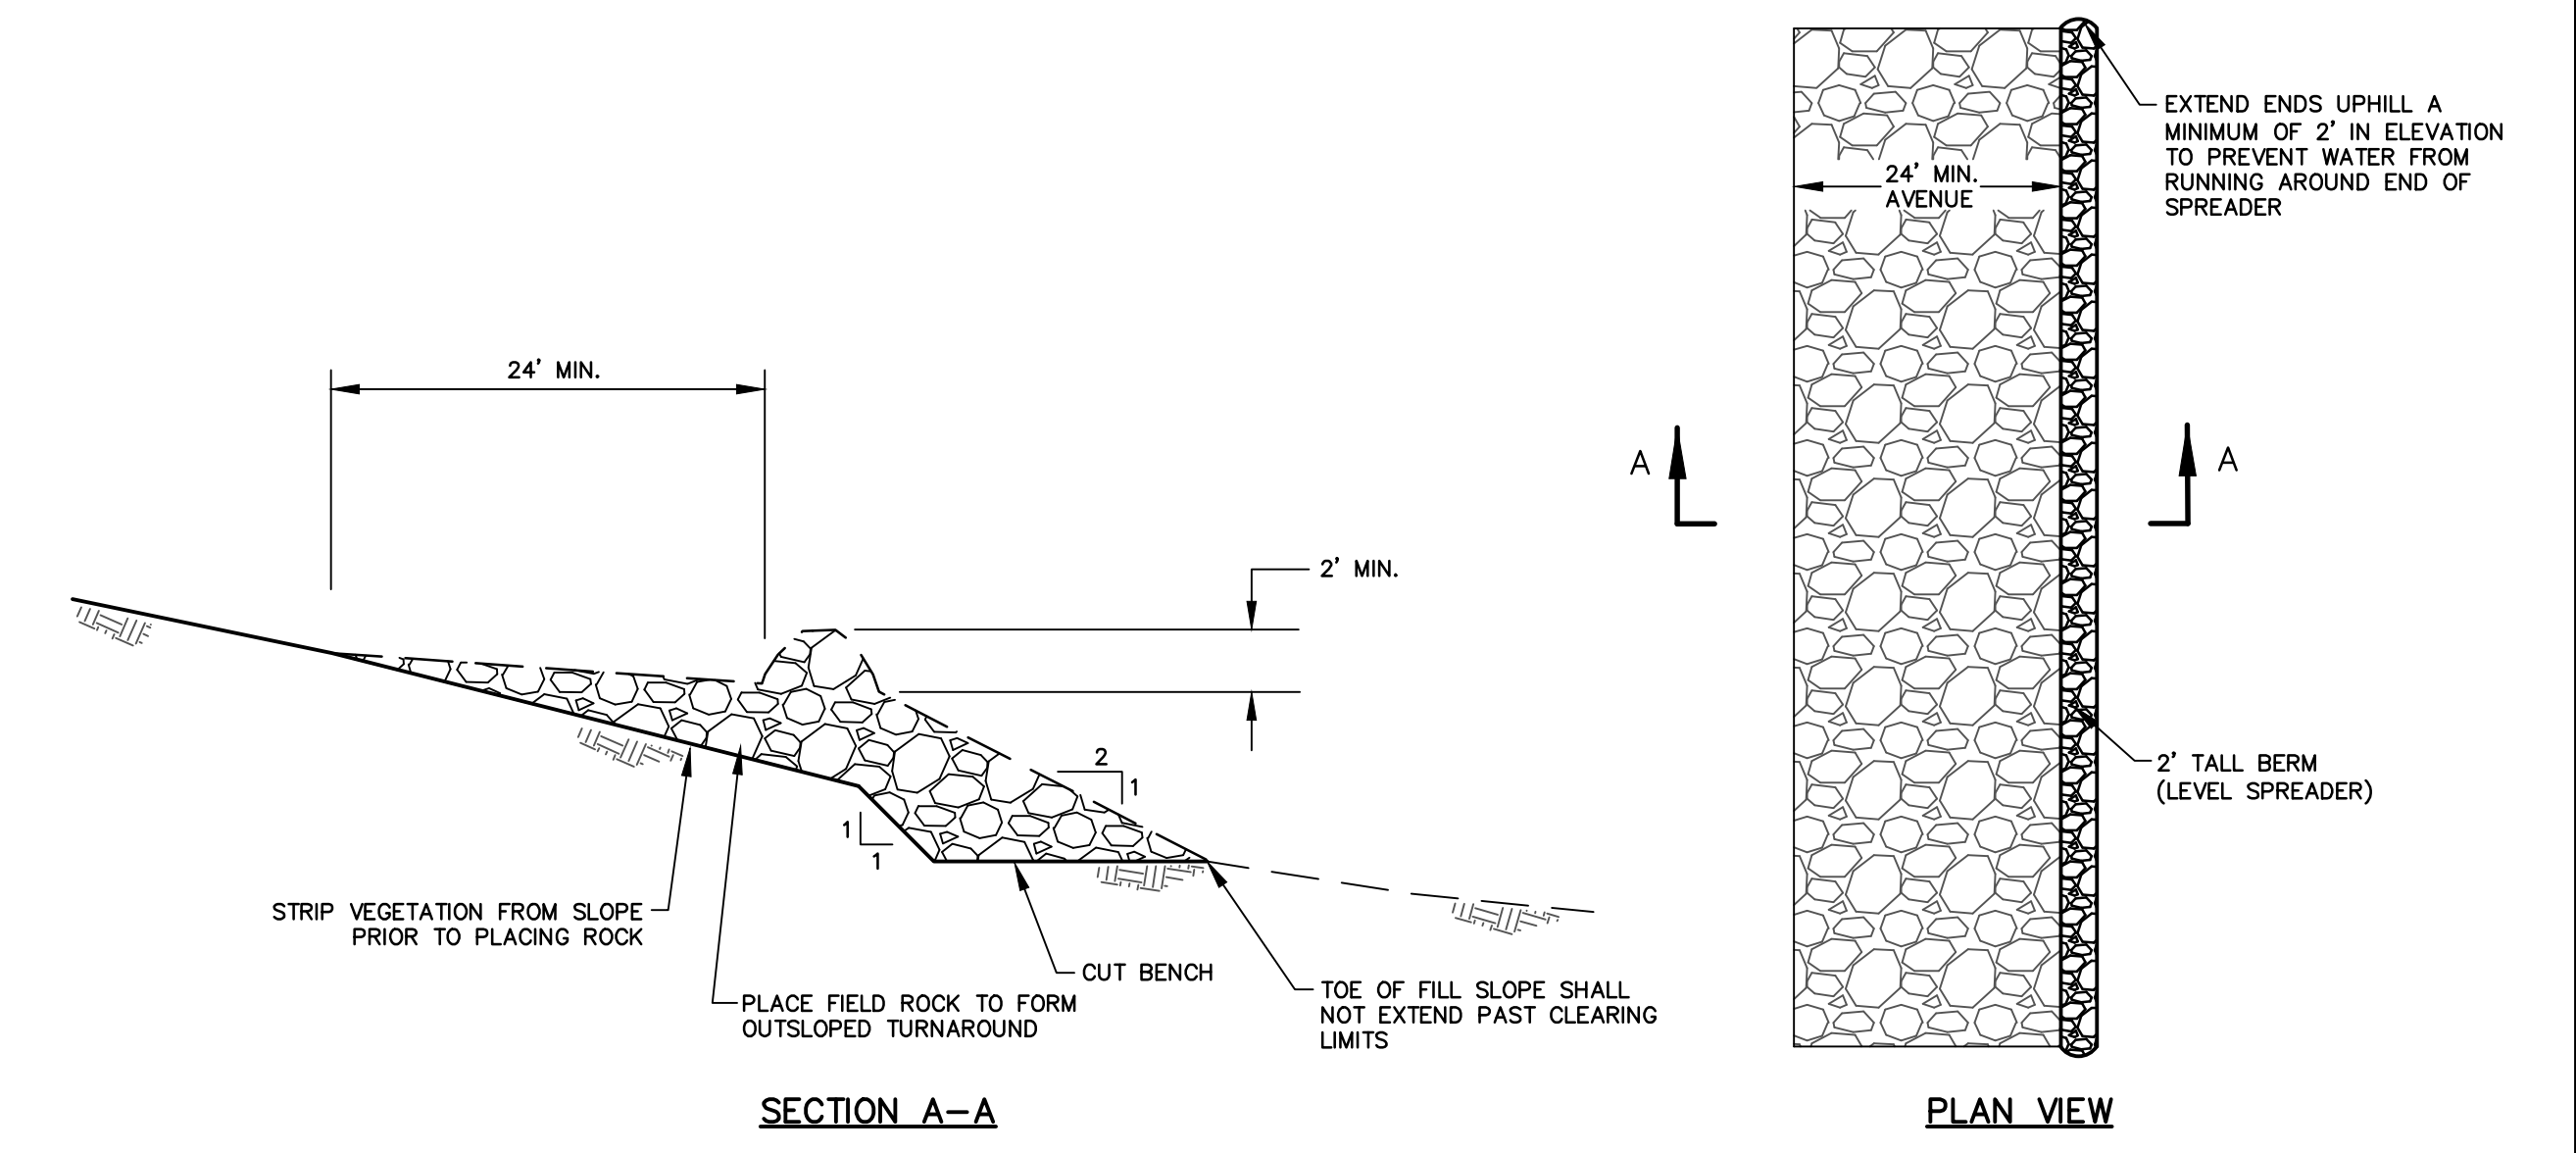 24' MIN.
2' MIN.
2
1
1
1
STRIP VEGETATION FROM SLOPE
PRIOR TO PLACING ROCK
PLACE FIELD ROCK TO FORM
OUTSLOPED TURNAROUND
CUT BENCH
TOE OF FILL SLOPE SHALL
NOT EXTEND PAST CLEARING
LIMITS
SECTION A-A
24' MIN.
AVENUE
EXTEND ENDS UPHILL A
MINIMUM OF 2' IN ELEVATION
TO PREVENT WATER FROM
RUNNING AROUND END OF
SPREADER
A
A
2' TALL BERM
(LEVEL SPREADER)
PLAN VIEW